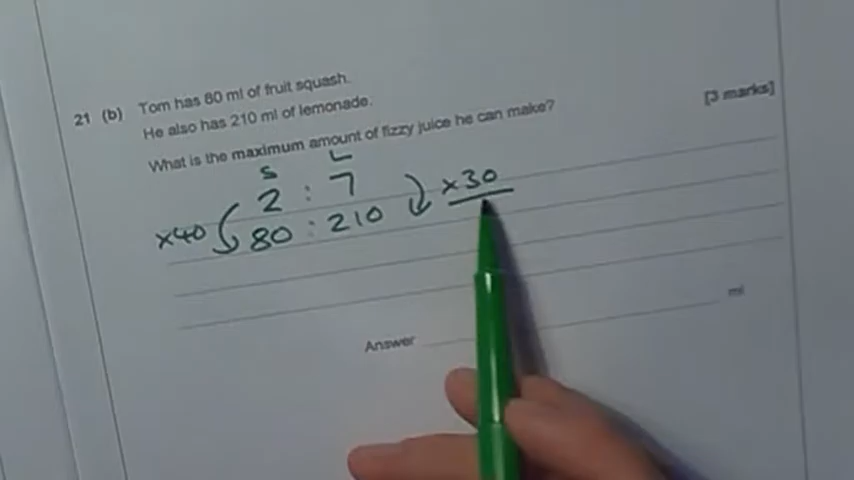 21 (b) Tom has 80 ml of fruit squash.
He also has 210 ml of lemonade.
What is the maximum amount of fizzy juice he can make?
[3 marks]
S L
2 : 7 ×30
×40 80 : 210
Answer ml